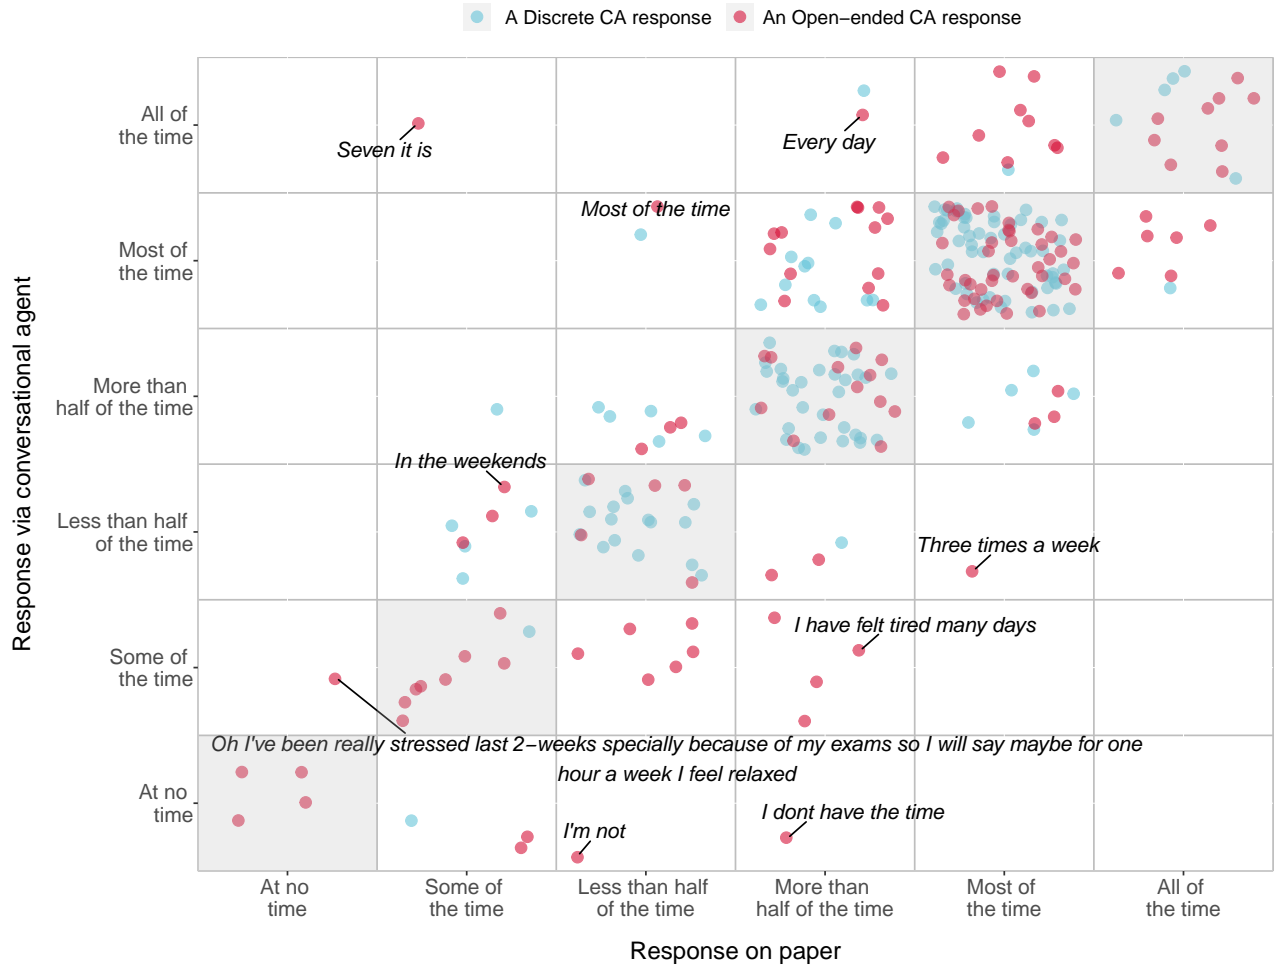 A Discrete CA response
An Open-ended CA response
Response via conversational agent
All of
the time
Seven it is
Every day
Most of
the time
Most of the time
More than
half of the time
In the weekends
Less than half
of the time
Three times a week
Some of
the time
I have felt tired many days
Oh I've been really stressed last 2-weeks specially because of my exams so I will say maybe for one
hour a week I feel relaxed
At no
time
I'm not
I dont have the time
At no
time
Some of
the time
Less than half
of the time
More than
half of the time
Most of
the time
All of
the time
Response on paper